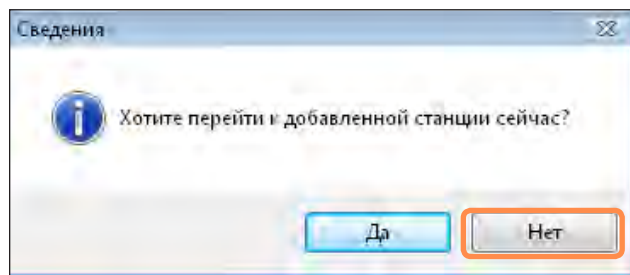 Сведения
Хотите перейти к добавленной станции сейчас?
Да
Нет